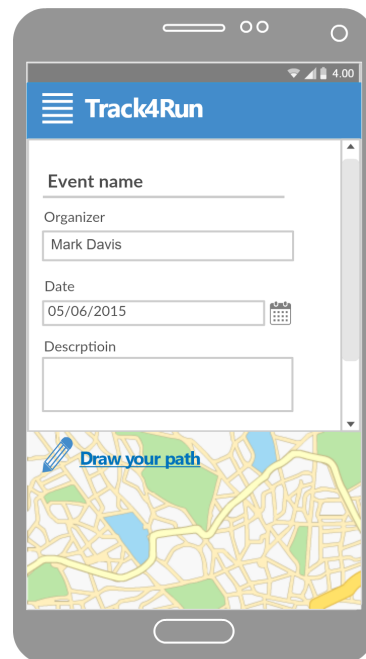 4.00
Track4Run
Event name
Organizer
Mark Davis
Date
05/06/2015
Descrptioin
Draw your path